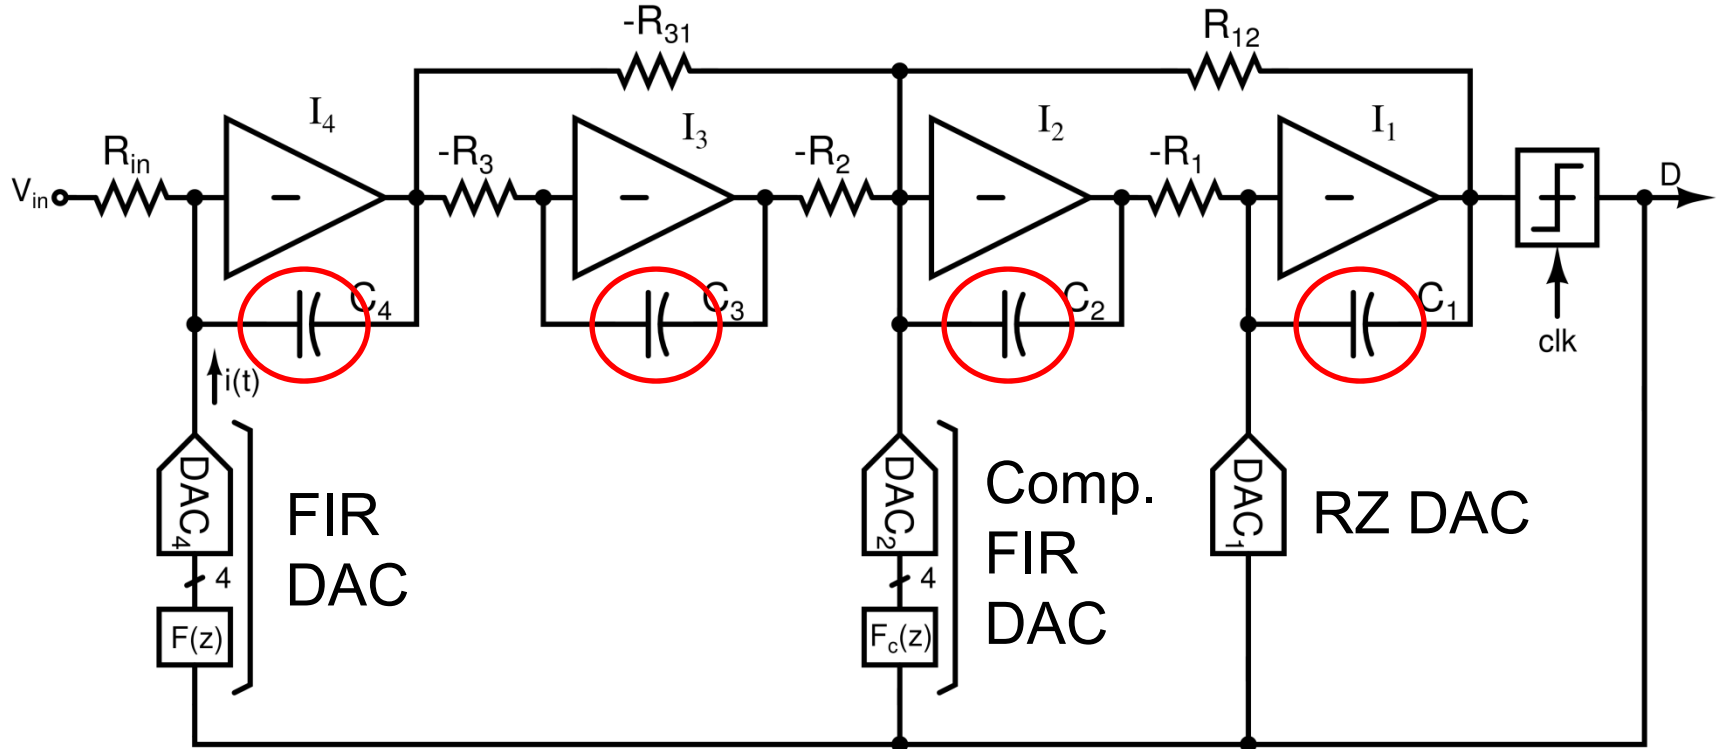 -R31
R12
I4
I3
I2
I1
Rin
-R3
-R2
-R1
Vin
D
C4
C3
C2
C1
clk
i(t)
DAC4
FIR
DAC
4
F(z)
DAC2
Comp.
FIR
DAC
4
Fc(z)
DAC1
RZ DAC